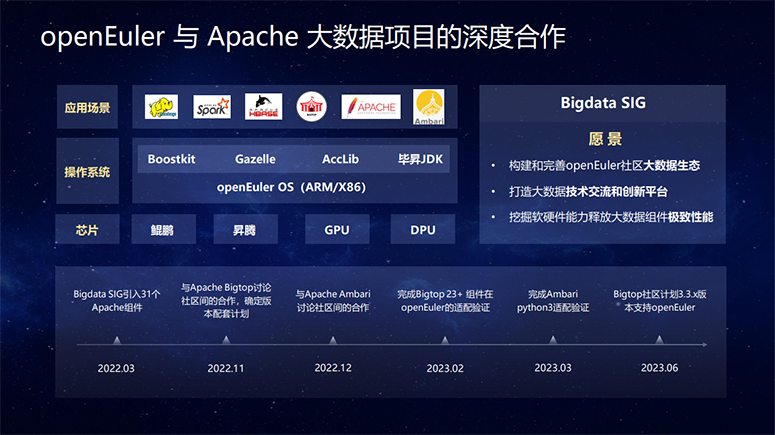 openEuler 与 Apache 大数据项目的深度合作
应用场景
hadoop
Spark
HBASE
APACHE
Ambari
操作系统
Boostkit Gazelle AccLib 毕昇JDK
openEuler OS（ARM/X86）
芯片
鲲鹏
昇腾
GPU
DPU
Bigdata SIG
愿 景
• 构建和完善openEuler社区大数据生态
• 打造大数据技术交流和创新平台
• 挖掘软硬件能力释放大数据组件极致性能
Bigdata SIG引入31个
Apache组件
2022.03
与Apache Bigtop讨论
社区间的合作，确定版
本配套计划
2022.11
与Apache Ambari
讨论社区间的合作
2022.12
完成Bigtop 23+ 组件在
openEuler的适配验证
2023.02
完成Ambari
python3适配验证
2023.03
Bigtop社区计划3.3.x版
本支持openEuler
2023.06